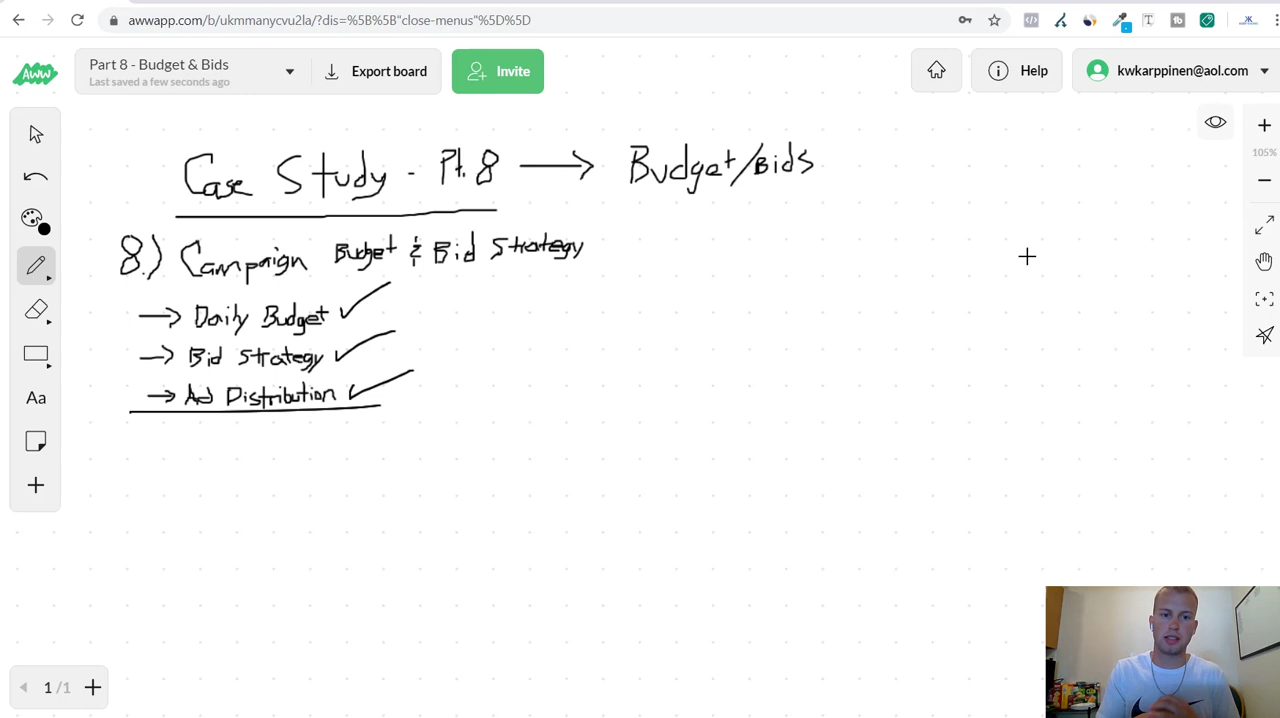 awwapp.com/b/ukmmanycvu2la/?dis=%5B%5B"close-menus"%5D%5D
AWW
Part 8 - Budget & Bids
Last saved a few seconds ago
Export board
Invite
Help
kwkarppinen@aol.com
105%
Case Study - Pt. 8 → Budget/Bids
8.) Campaign Budget & Bid Strategy
→ Daily Budget ✓
→ Bid Strategy ✓
→ Ad Distribution ✓
Aa
1/1